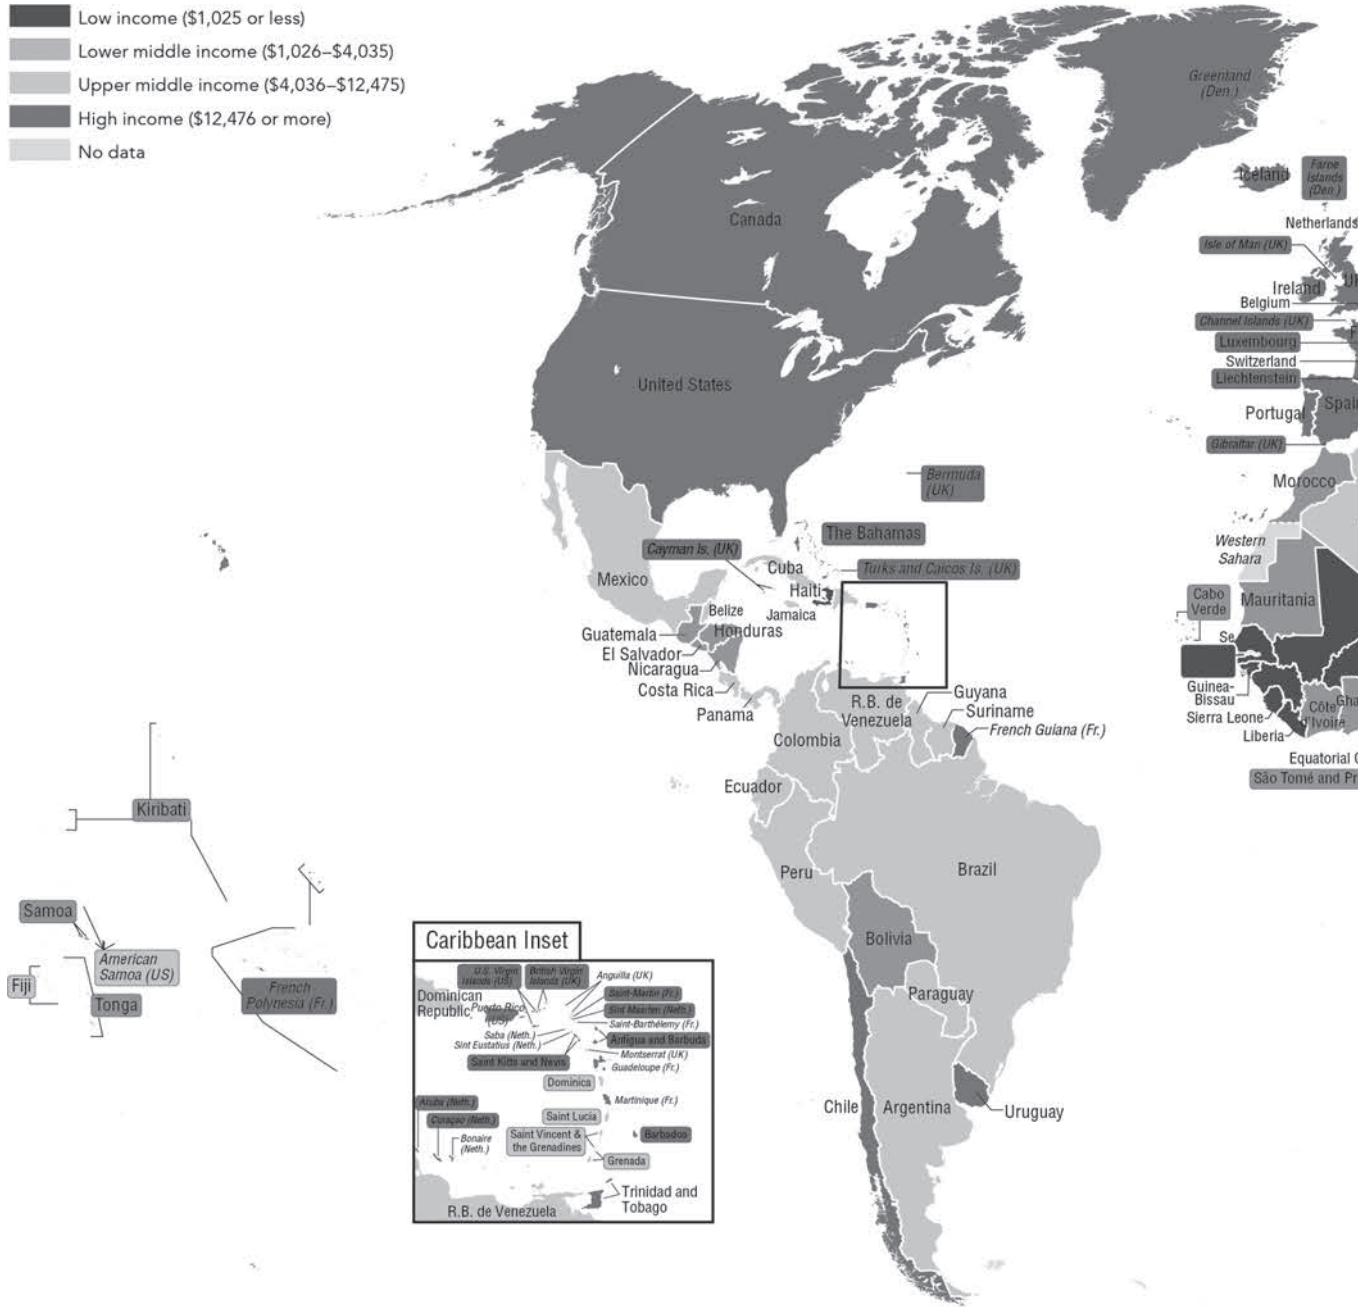 Low income ($1,025 or less)
Lower middle income ($1,026–$4,035)
Upper middle income ($4,036–$12,475)
High income ($12,476 or more)
No data
Greenland
(Den.)
Iceland
Faroe
Islands
(Den.)
Netherlands
Isle of Man (UK)
Canada
Ireland
UK
Belgium
Channel Islands (UK)
Luxembourg
Switzerland
Liechtenstein
United States
Portugal
Spain
Gibraltar (UK)
Bermuda
(UK)
Morocco
The Bahamas
Cayman Is. (UK)
Western
Sahara
Cuba
Turks and Caicos Is. (UK)
Mexico
Haiti
Cabo
Verde
Mauritania
Belize
Jamaica
Guatemala
Honduras
El Salvador
Se
Nicaragua
Costa Rica
Guinea-
Bissau
Guyana
Panama
R.B. de
Venezuela
Suriname
Sierra Leone
Côte
d'Ivoire
Gha
French Guiana (Fr.)
Liberia
Colombia
Equatorial G
São Tomé and Pr
Ecuador
Kiribati
Peru
Brazil
Samoa
American
Samoa (US)
Fiji
Tonga
French
Polynesia (Fr.)
Bolivia
Paraguay
Chile
Argentina
Uruguay
Caribbean Inset
U.S. Virgin
Islands (US)
British Virgin
Islands (UK)
Anguilla (UK)
Dominican
Republic
Puerto Rico
(US)
Saint-Martin (Fr.)
Sint Maarten (Neth.)
Saint-Barthélemy (Fr.)
Saba (Neth.)
Sint Eustatius (Neth.)
Antigua and Barbuda
Saint Kitts and Nevis
Montserrat (UK)
Guadeloupe (Fr.)
Dominica
Martinique (Fr.)
Aruba (Neth.)
Curaçao (Neth.)
Saint Lucia
Bonaire
(Neth.)
Saint Vincent &
the Grenadines
Barbados
Grenada
Trinidad and
Tobago
R.B. de Venezuela